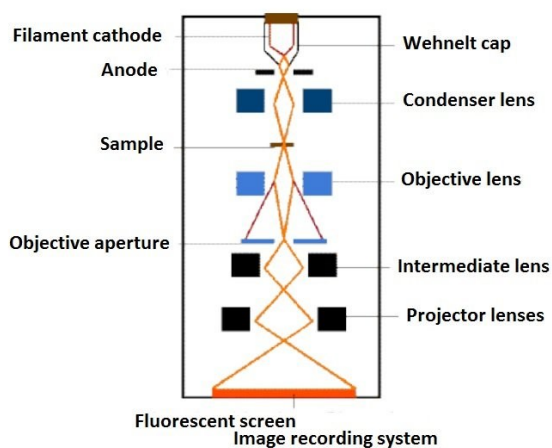 Filament cathode
Wehnelt cap
Anode
Condenser lens
Sample
Objective lens
Objective aperture
Intermediate lens
Projector lenses
Fluorescent screen
Image recording system